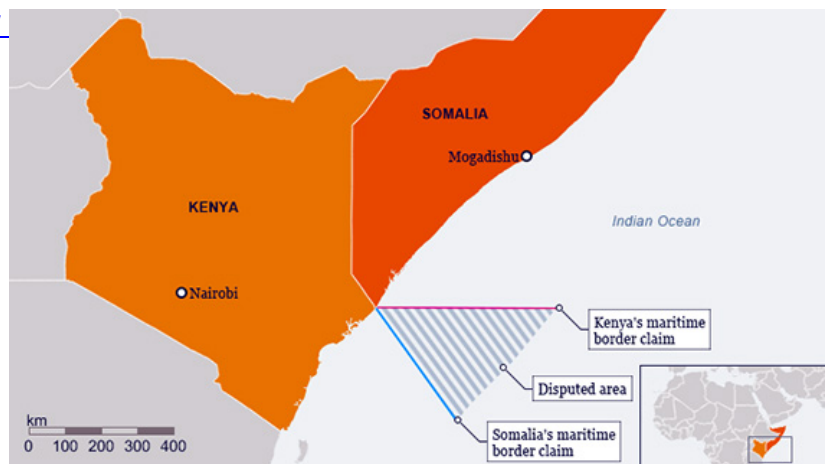 SOMALIA
Mogadishu
KENYA
Indian Ocean
Nairobi
Kenya's maritime
border claim
Disputed area
km
0 100 200 300 400
Somalia's maritime
border claim